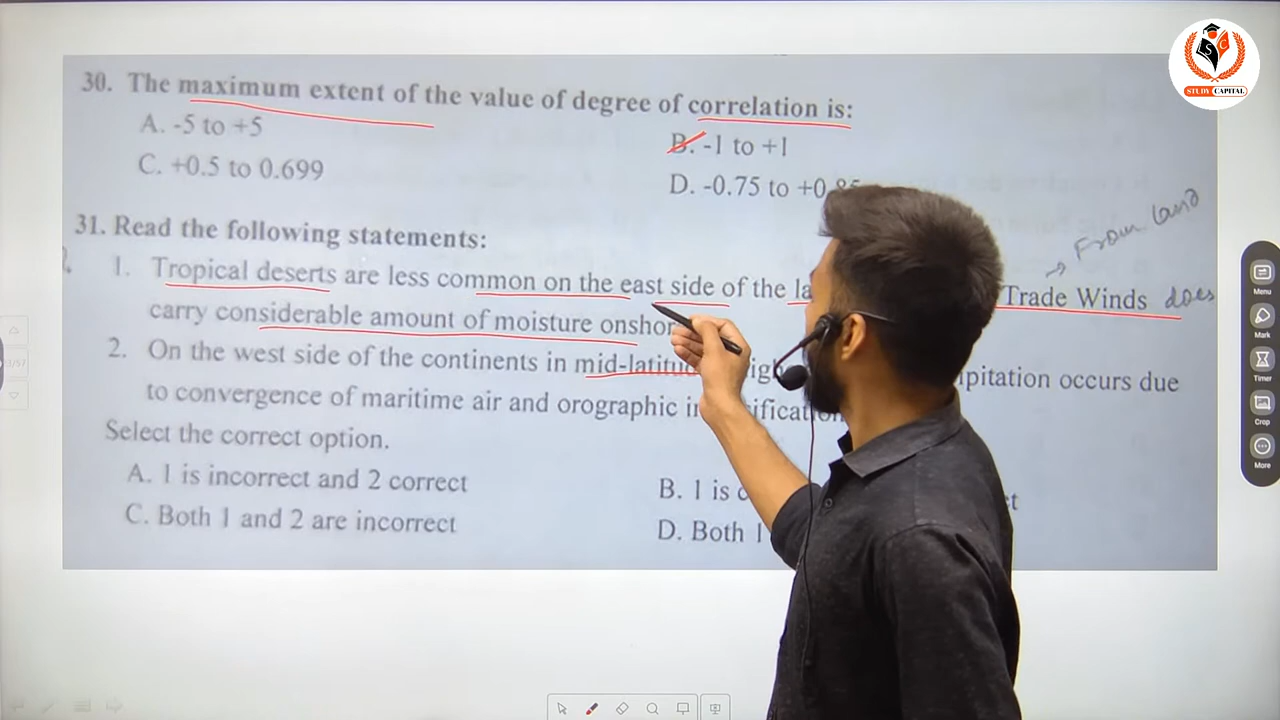 S C
STUDY CAPITAL
30. The maximum extent of the value of degree of correlation is:
A. -5 to +5
B. -1 to +1
C. +0.5 to 0.699
D. -0.75 to +0.85
From land
31. Read the following statements:
1. Tropical deserts are less common on the east side of the la Trade Winds does
carry considerable amount of moisture onshor
2. On the west side of the continents in mid-latitud ipitation occurs due
to convergence of maritime air and orographic in sification
Select the correct option.
A. 1 is incorrect and 2 correct
B. 1 is c t
C. Both 1 and 2 are incorrect
D. Both 1
Menu
Mark
Timer
Crop
More